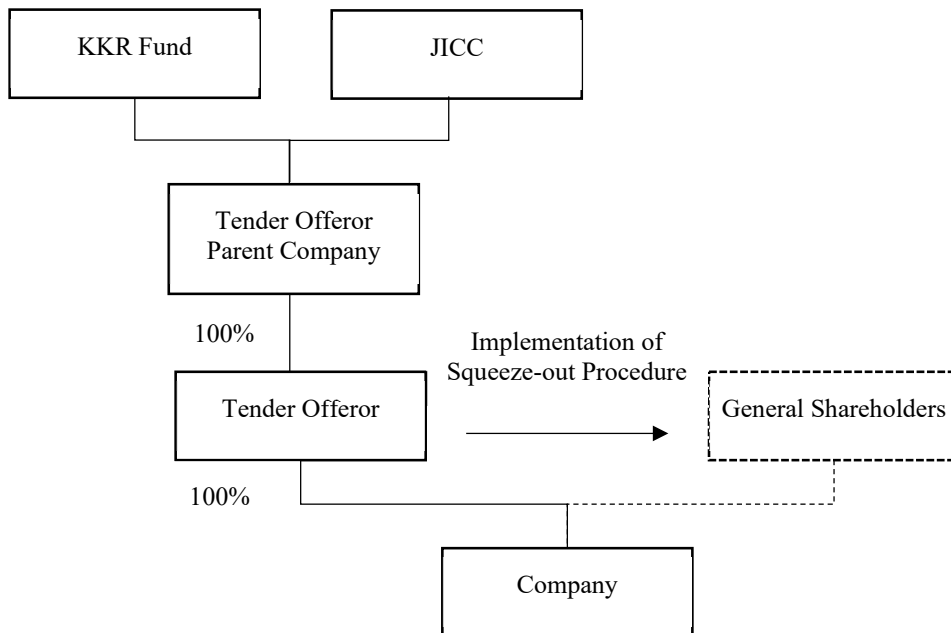 KKR Fund
JICC
Tender Offeror
Parent Company
100%
Implementation of
Squeeze-out Procedure
Tender Offeror
General Shareholders
100%
Company